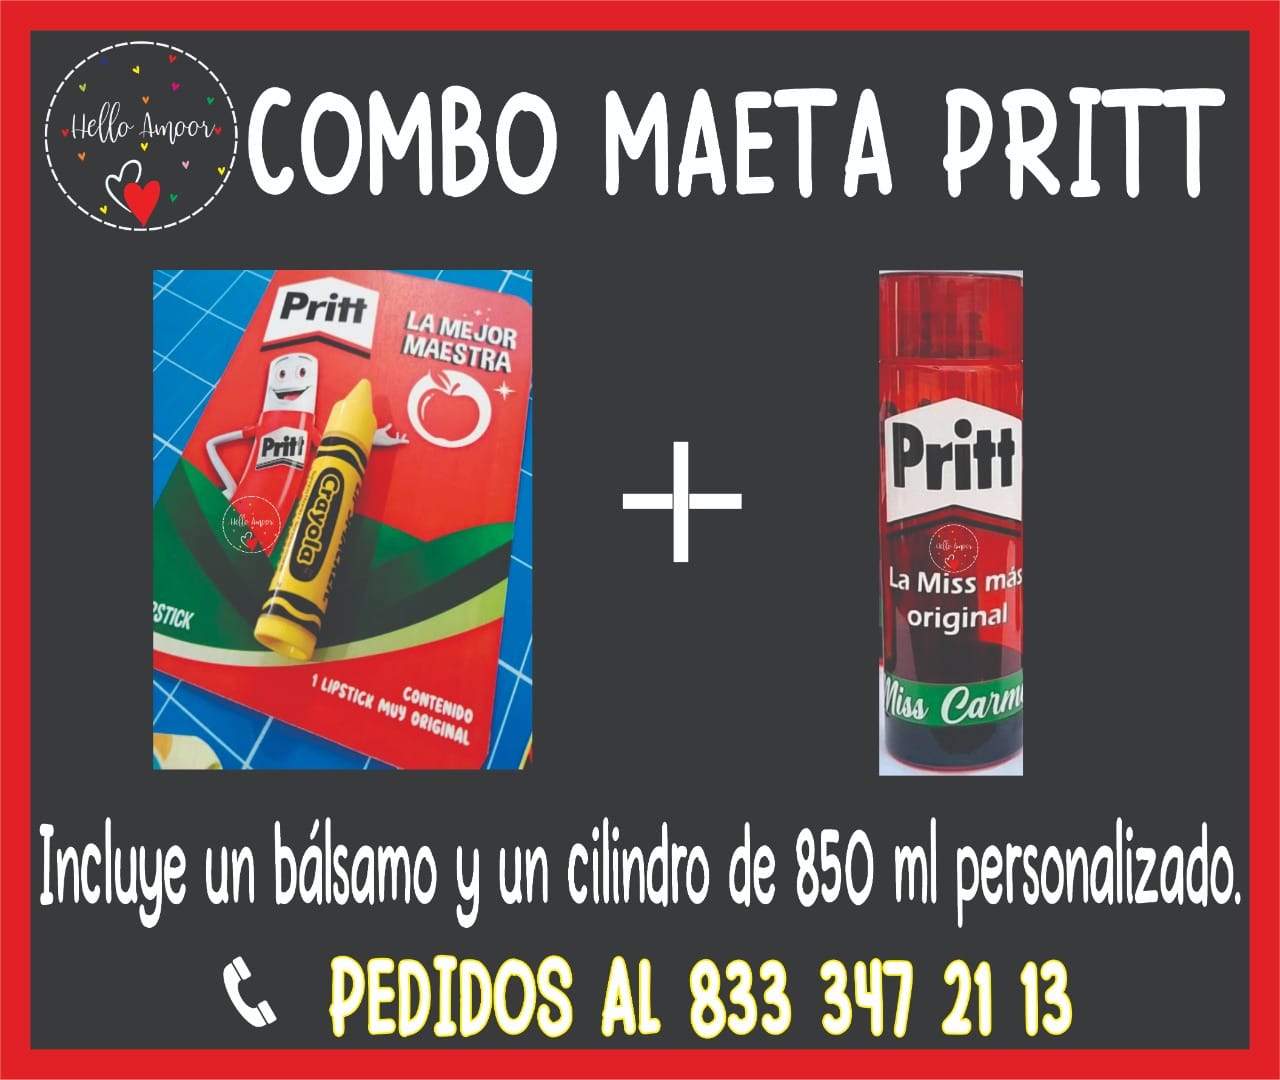 Hello Amoor
COMBO MAETA PRITT
Pritt
LA MEJOR
MAESTRA
Pritt
Hello Amoor
Crayola
PSTICK
CONTENIDO
1 LIPSTICK MUY ORIGINAL
Pritt
Hello Amoor
La Miss más
original
Miss Carme
Incluye un bálsamo y un cilindro de 850 ml personalizado.
PEDIDOS AL 833 347 21 13